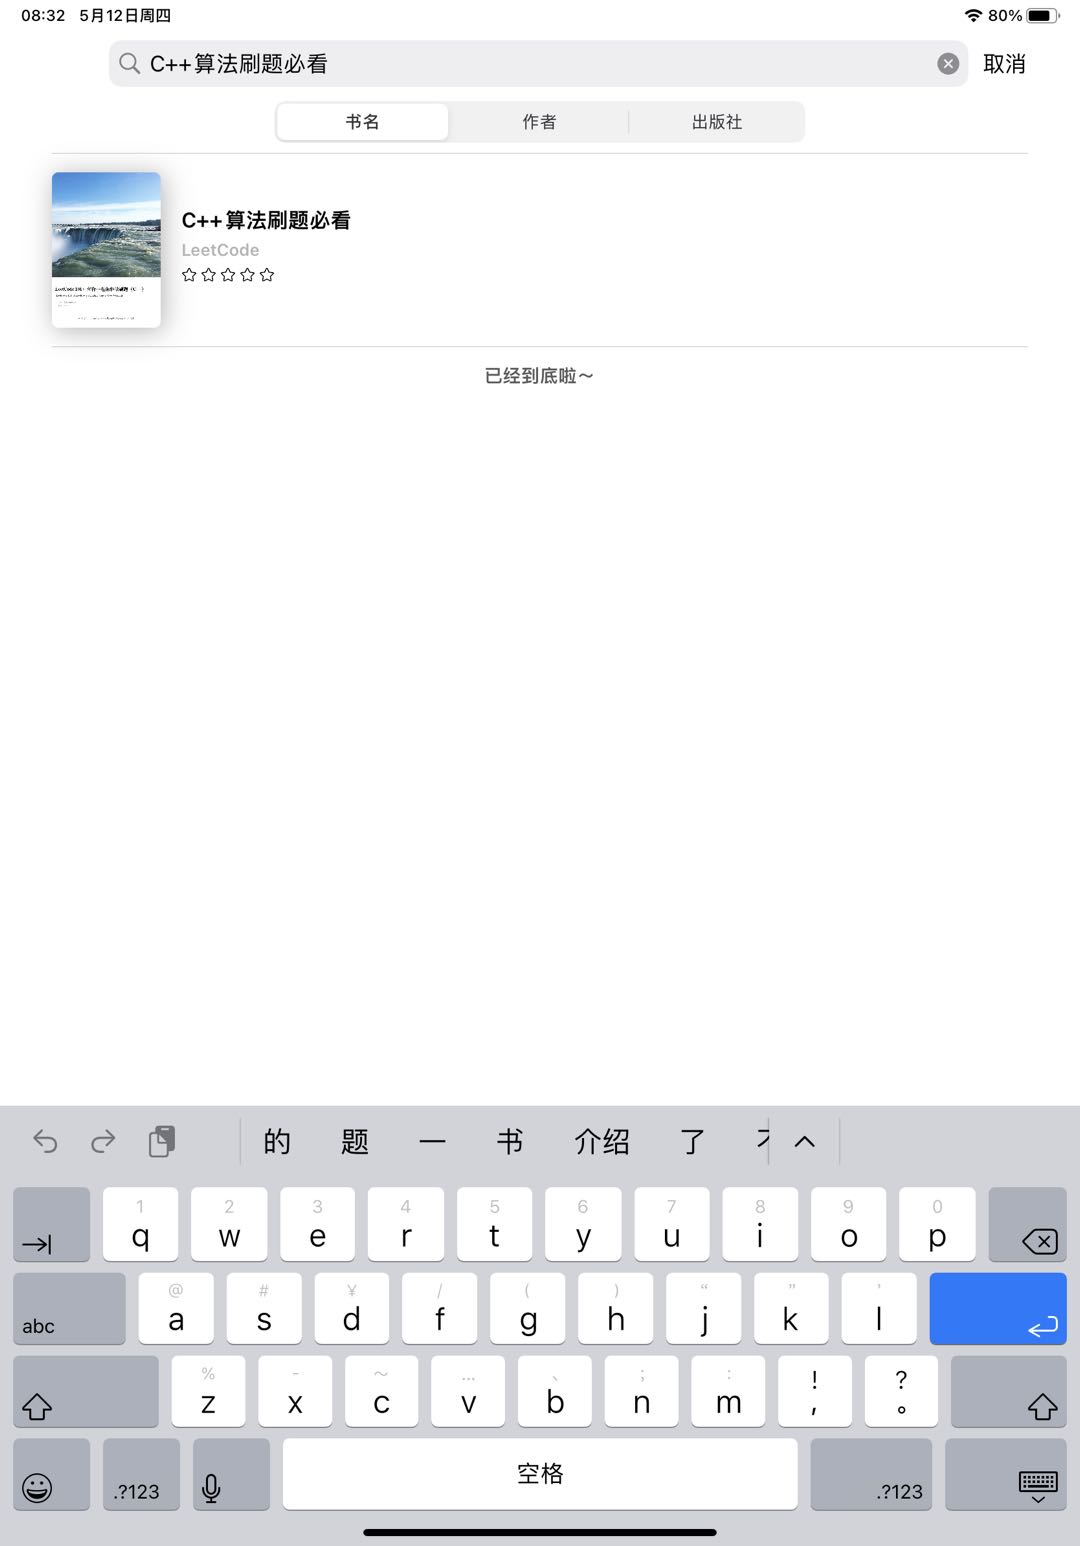 08:32 5月12日周四 80%
C++算法刷题必看 取消
书名 作者 出版社
C++算法刷题必看
LeetCode
已经到底啦～
的 题 一 书 介绍 了
1 2 3 4 5 6 7 8 9 0
q w e r t y u i o p
@ # ¥ / ( ) “ ” ’
abc a s d f g h j k l
% - ～ … 、 ; : ! ?
z x c v b n m , 。
.?123 空格 .?123